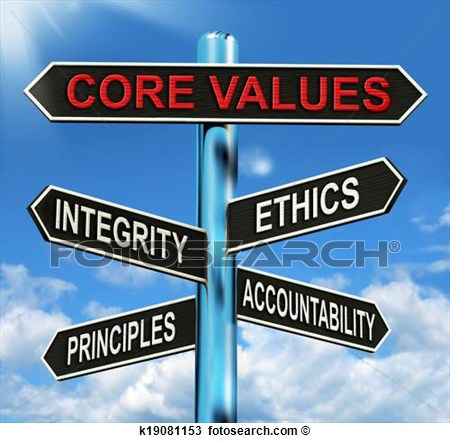 CORE VALUES
INTEGRITY
ETHICS
FOTOSEARCH®
PRINCIPLES
ACCOUNTABILITY
k19081153 fotosearch.com ©